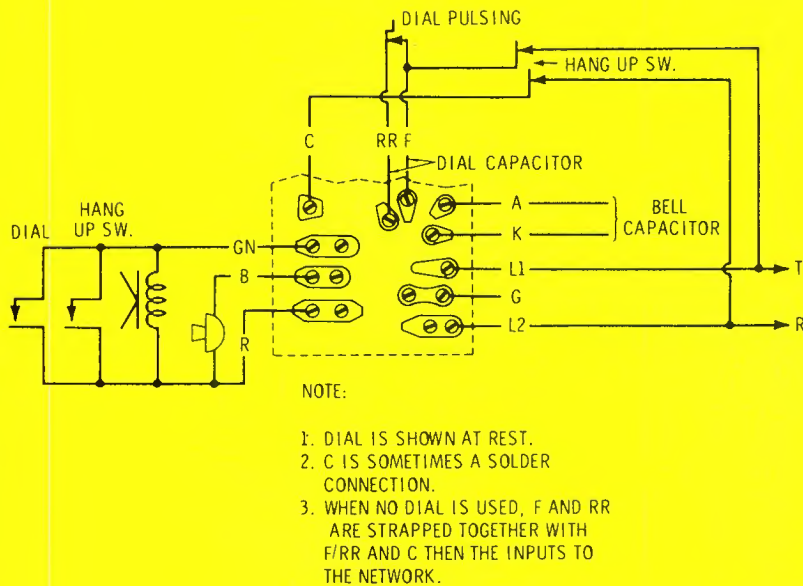 DIAL PULSING
HANG UP SW.
C
RR F
DIAL CAPACITOR
A
BELL
CAPACITOR
K
HANG
UP SW.
DIAL
GN
B
R
L1
T
G
L2
R
NOTE:
1. DIAL IS SHOWN AT REST.
2. C IS SOMETIMES A SOLDER
CONNECTION.
3. WHEN NO DIAL IS USED, F AND RR
ARE STRAPPED TOGETHER WITH
F/RR AND C THEN THE INPUTS TO
THE NETWORK.